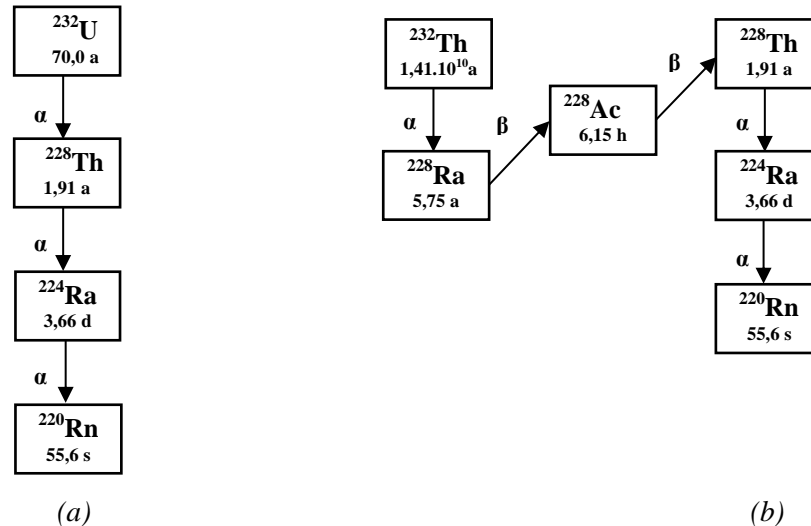 ²³²U
70,0 a
α
²²⁸Th
1,91 a
α
²²⁴Ra
3,66 d
α
²²⁰Rn
55,6 s
(a)
²³²Th
1,41.10¹⁰a
α
²²⁸Ra
5,75 a
β
²²⁸Ac
6,15 h
β
²²⁸Th
1,91 a
α
²²⁴Ra
3,66 d
α
²²⁰Rn
55,6 s
(b)